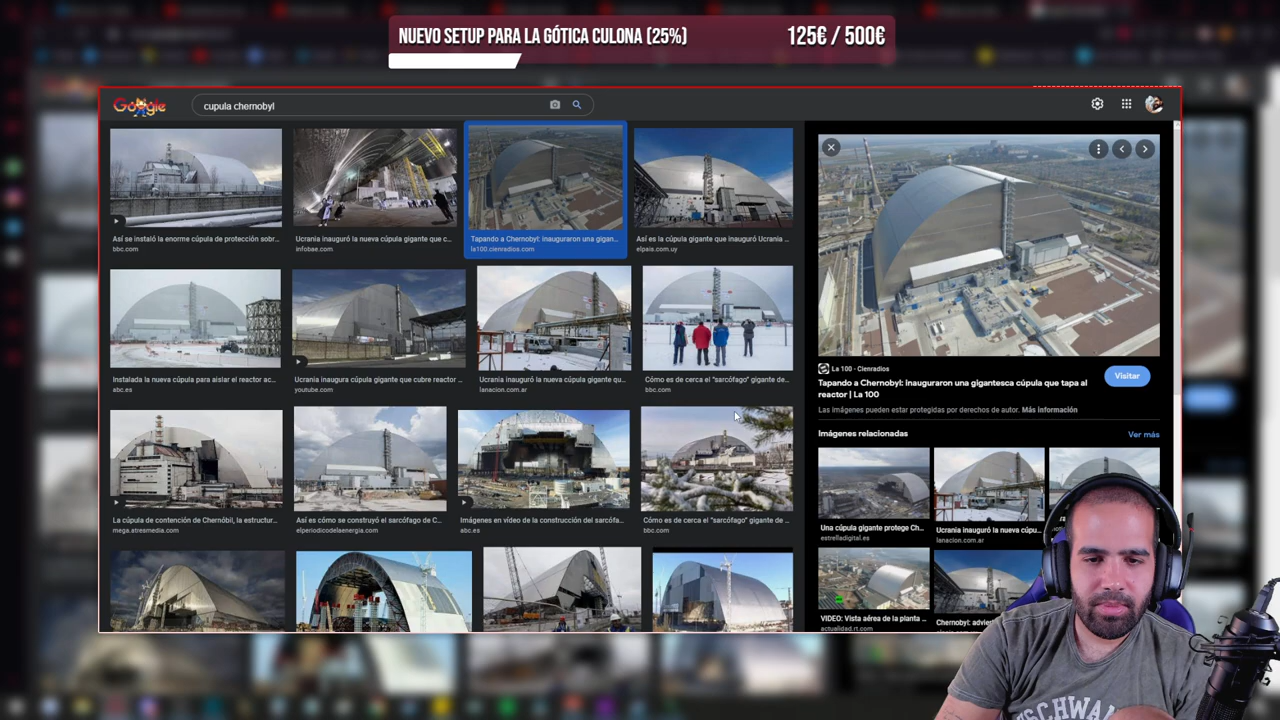 NUEVO SETUP PARA LA GÓTICA CULONA (25%)
125€ / 500€
Google
cupula chernobyl
Así se instaló la enorme cúpula de protección sobr...
bbc.com
Ucrania inauguró la nueva cúpula gigante que c...
infobae.com
Tapando a Chernobyl: inauguraron una gigan...
la100.cienradios.com
Así es la cúpula gigante que inauguró Ucrania ...
elpais.com.uy
Instalada la nueva cúpula para aislar el reactor ac...
abc.es
Ucrania inaugura cúpula gigante que cubre reactor ...
youtube.com
Ucrania inauguró la nueva cúpula gigante qu...
lanacion.com.ar
Cómo es de cerca el "sarcófago" gigante de...
bbc.com
La cúpula de contención de Chernóbil, la estructur...
mega.atresmedia.com
Así es cómo se construyó el sarcófago de C...
elperiodicodelaenergia.com
Imágenes en vídeo de la construcción del sarcófa...
abc.es
Cómo es de cerca el "sarcófago" gigante de ...
bbc.com
La 100 - Cienradios
Tapando a Chernobyl: inauguraron una gigantesca cúpula que tapa al
reactor | La 100
Visitar
Las imágenes pueden estar protegidas por derechos de autor. Más información
Imágenes relacionadas
Ver más
Una cúpula gigante protege Ch...
estrelladigital.es
Ucrania inauguró la nueva cúpu...
lanacion.com.ar
VIDEO: Vista aérea de la planta ...
actualidad.rt.com